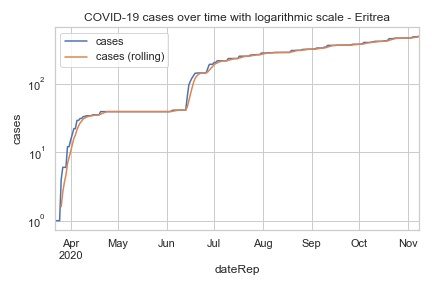 COVID-19 cases over time with logarithmic scale - Eritrea
cases
cases (rolling)
cases
10²
10¹
10⁰
Apr
2020
May
Jun
Jul
Aug
Sep
Oct
Nov
dateRep